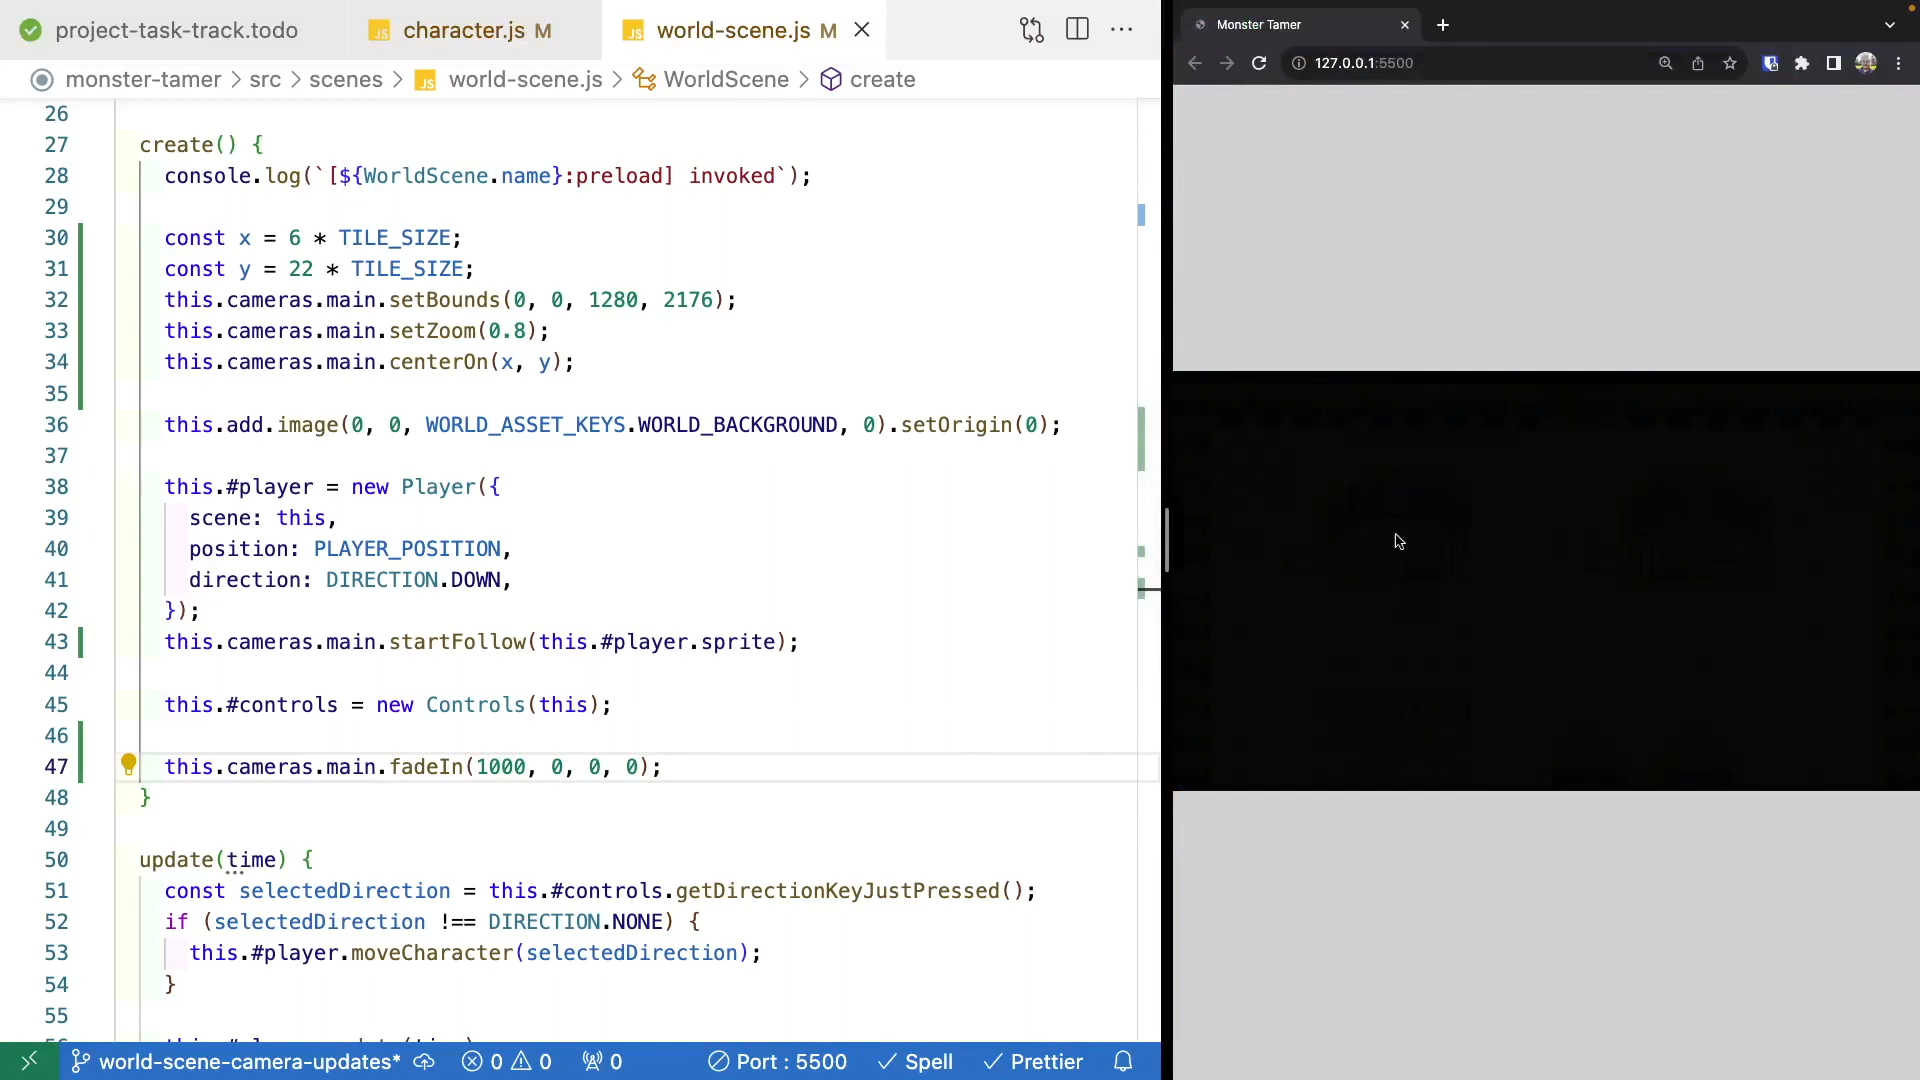 project-task-track.todo
JS character.js M
JS world-scene.js M
monster-tamer > src > scenes > JS world-scene.js > WorldScene > create
26
27 create() {
28 console.log(`[${WorldScene.name}:preload] invoked`);
29
30 const x = 6 * TILE_SIZE;
31 const y = 22 * TILE_SIZE;
32 this.cameras.main.setBounds(0, 0, 1280, 2176);
33 this.cameras.main.setZoom(0.8);
34 this.cameras.main.centerOn(x, y);
35
36 this.add.image(0, 0, WORLD_ASSET_KEYS.WORLD_BACKGROUND, 0).setOrigin(0);
37
38 this.#player = new Player({
39 scene: this,
40 position: PLAYER_POSITION,
41 direction: DIRECTION.DOWN,
42 });
43 this.cameras.main.startFollow(this.#player.sprite);
44
45 this.#controls = new Controls(this);
46
47 this.cameras.main.fadeIn(1000, 0, 0, 0);
48 }
49
50 update(time) {
51 const selectedDirection = this.#controls.getDirectionKeyJustPressed();
52 if (selectedDirection !== DIRECTION.NONE) {
53 this.#player.moveCharacter(selectedDirection);
54 }
55
world-scene-camera-updates* 0 0 0 Port : 5500 Spell Prettier
Monster Tamer
127.0.0.1:5500